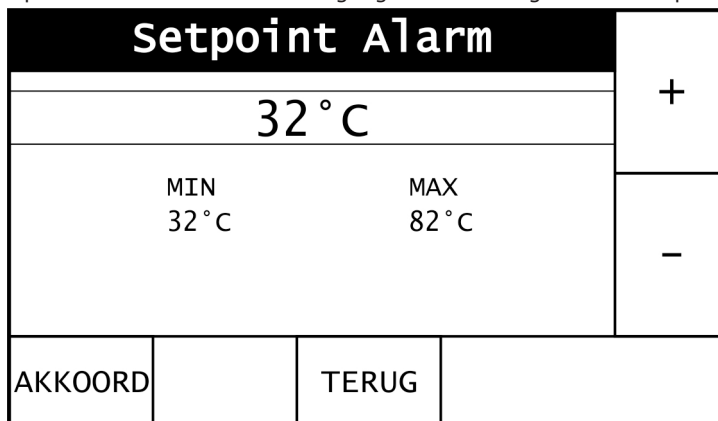 Setpoint Alarm
+
32°C
MIN MAX
32°C 82°C
-
AKKOORD TERUG